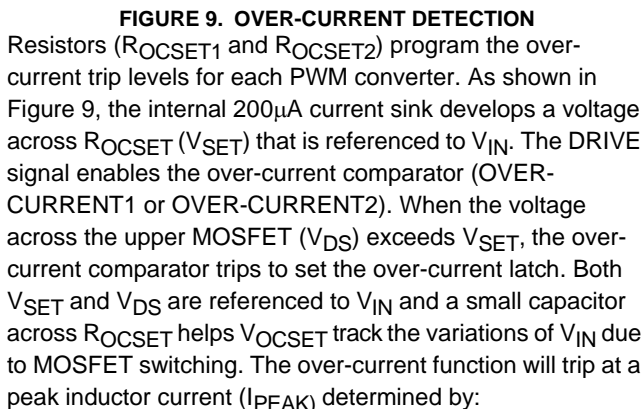 FIGURE 9. OVER-CURRENT DETECTION
Resistors (ROCSET1 and ROCSET2) program the over-
current trip levels for each PWM converter. As shown in
Figure 9, the internal 200μA current sink develops a voltage
across ROCSET (VSET) that is referenced to VIN. The DRIVE
signal enables the over-current comparator (OVER-
CURRENT1 or OVER-CURRENT2). When the voltage
across the upper MOSFET (VDS) exceeds VSET, the over-
current comparator trips to set the over-current latch. Both
VSET and VDS are referenced to VIN and a small capacitor
across ROCSET helps VOCSET track the variations of VIN due
to MOSFET switching. The over-current function will trip at a
peak inductor current (IPEAK) determined by: